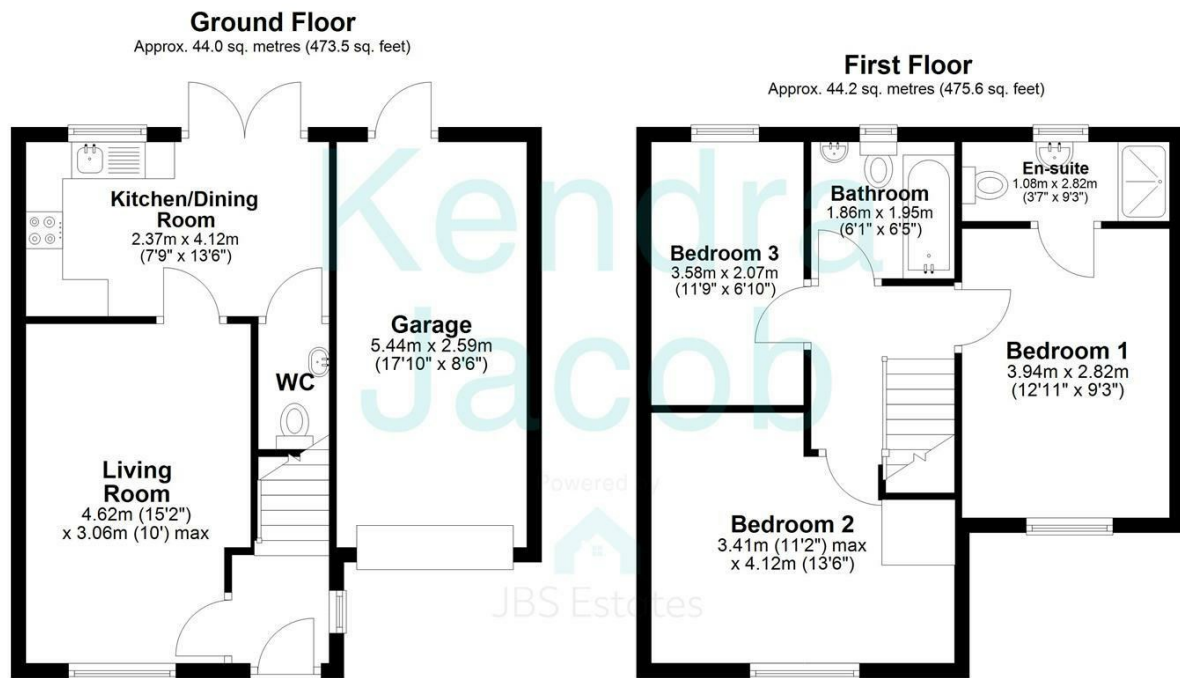 Ground Floor
Approx. 44.0 sq. metres (473.5 sq. feet)
Kitchen/Dining
Room
2.37m x 4.12m
(7'9" x 13'6")
Garage
5.44m x 2.59m
(17'10" x 8'6")
WC
Living
Room
4.62m (15'2")
x 3.06m (10') max
First Floor
Approx. 44.2 sq. metres (475.6 sq. feet)
Bedroom 3
3.58m x 2.07m
(11'9" x 6'10")
Bathroom
1.86m x 1.95m
(6'1" x 6'5")
En-suite
1.08m x 2.82m
(3'7" x 9'3")
Bedroom 1
3.94m x 2.82m
(12'11" x 9'3")
Bedroom 2
3.41m (11'2") max
x 4.12m (13'6")
Kendra
Jacob
Powered by
JBS Estates